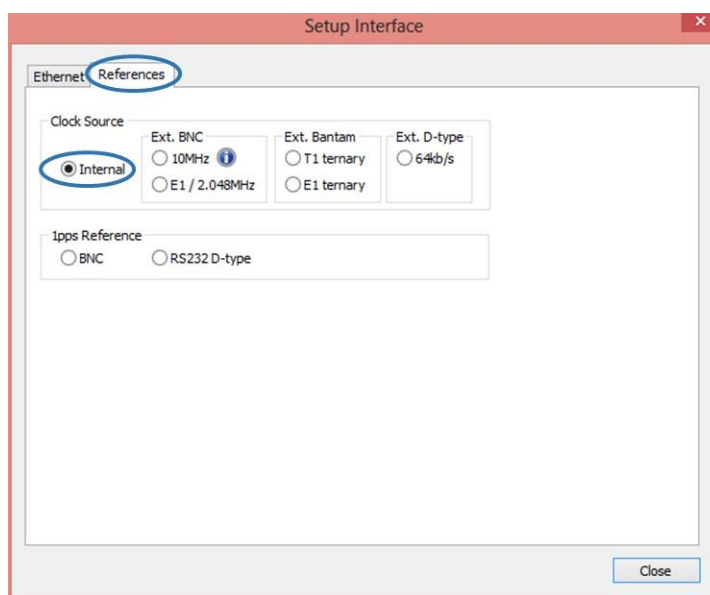 Setup Interface
Ethernet References
Clock Source
Ext. BNC Ext. Bantam Ext. D-type
Internal 10MHz T1 ternary 64kb/s
E1 / 2.048MHz E1 ternary
1pps Reference
BNC RS232 D-type
Close